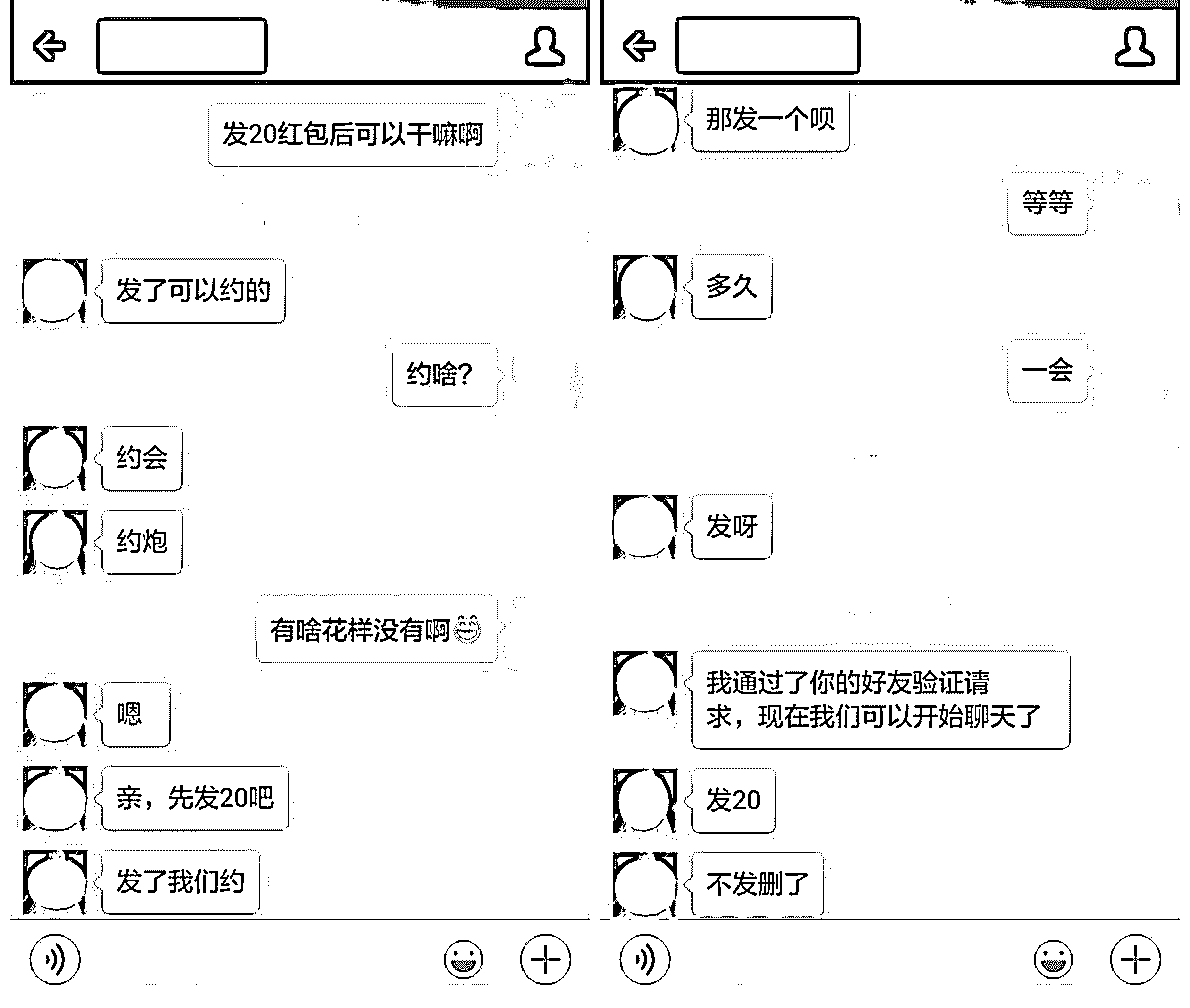 发20红包后可以干嘛啊
发了可以约的
约啥？
约会
约炮
有啥花样没有啊😄
嗯
亲，先发20吧
发了我们约
那发一个呗
等等
多久
一会
发呀
我通过了你的好友验证请
求，现在我们可以开始聊天了
发20
不发删了